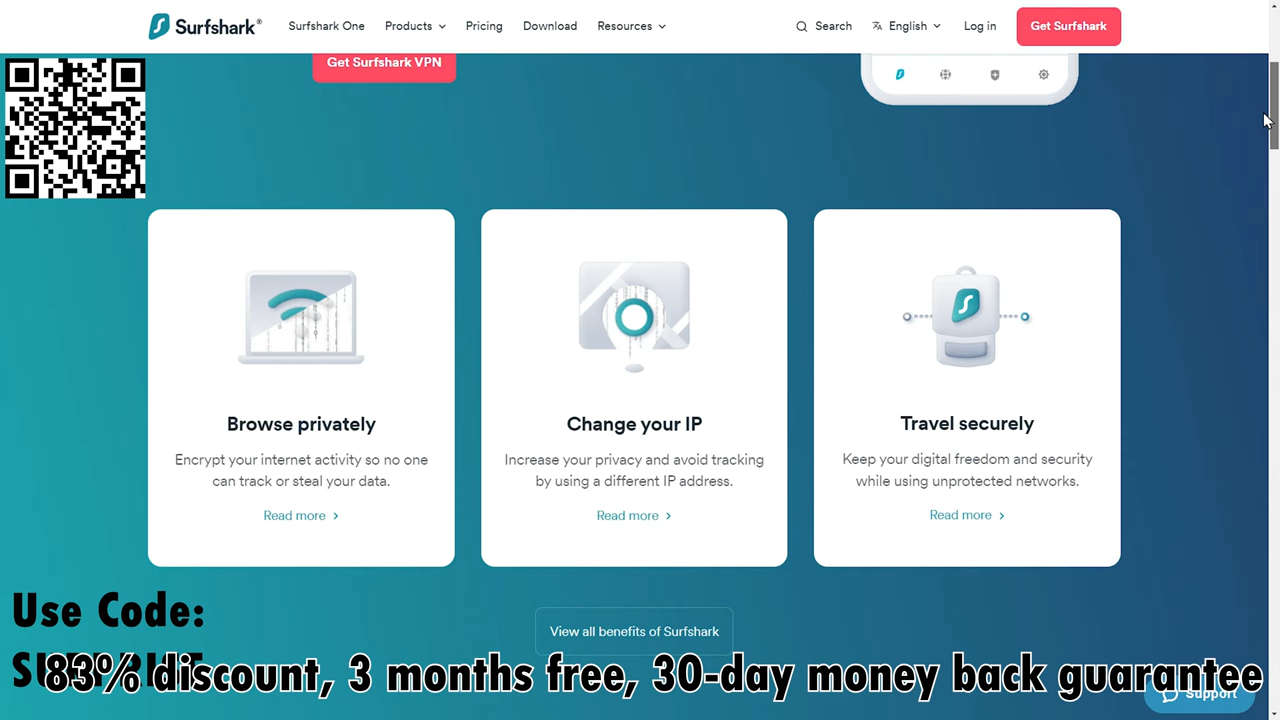 Surfshark®
Surfshark One
Products
Pricing
Download
Resources
Search
English
Log in
Get Surfshark
Get Surfshark VPN
Browse privately
Encrypt your internet activity so no one
can track or steal your data.
Read more
Change your IP
Increase your privacy and avoid tracking
by using a different IP address.
Read more
Travel securely
Keep your digital freedom and security
while using unprotected networks.
Read more
View all benefits of Surfshark
Use Code:
83% discount, 3 months free, 30-day money back guarantee
Support